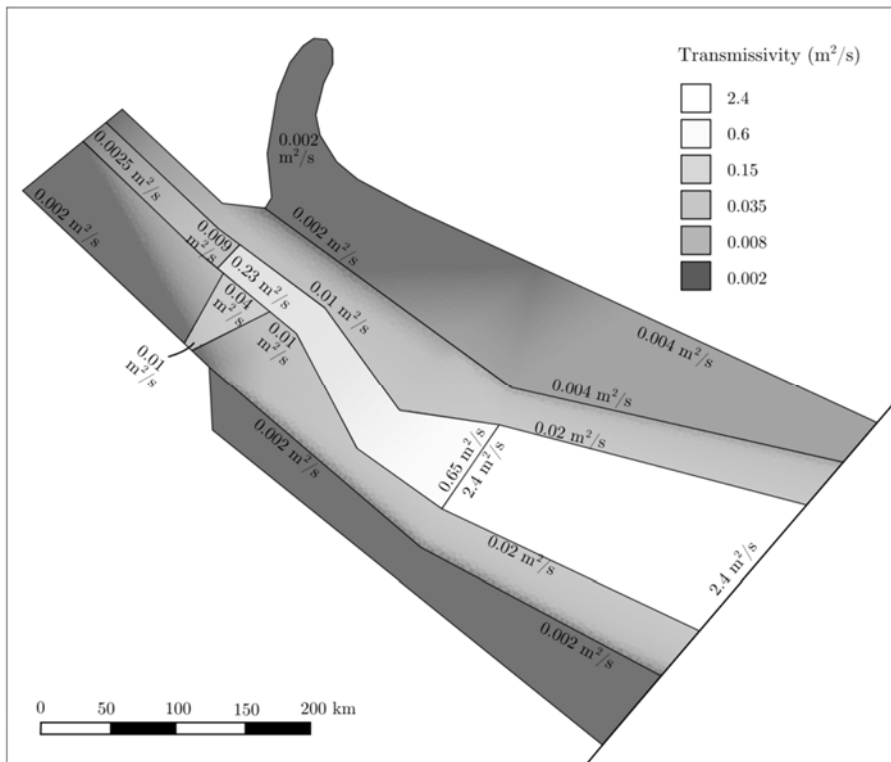 Transmissivity (m²/s)
2.4
0.6
0.15
0.035
0.008
0.002
0.002
m²/s
0.0025 m²/s
0.002 m²/s
0.009
m²/s
0.23 m²/s
0.002 m²/s
0.01 m²/s
0.04
m²/s
0.01
m²/s
0.01
m²/s
0.004 m²/s
0.004 m²/s
0.02 m²/s
0.65 m²/s
2.4 m²/s
0.002 m²/s
0.02 m²/s
2.4 m²/s
0.002 m²/s
0 50 100 150 200 km